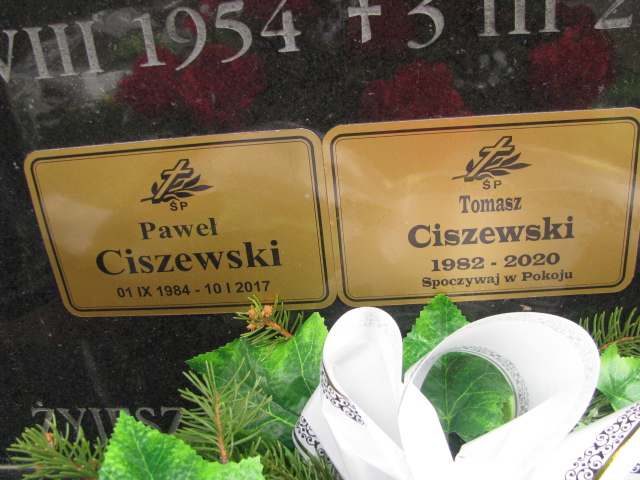 VIII 1954 + 3 III 2
ŚP
Paweł
Ciszewski
01 IX 1984 - 10 I 2017
ŚP
Tomasz
Ciszewski
1982 - 2020
Spoczywaj w Pokoju